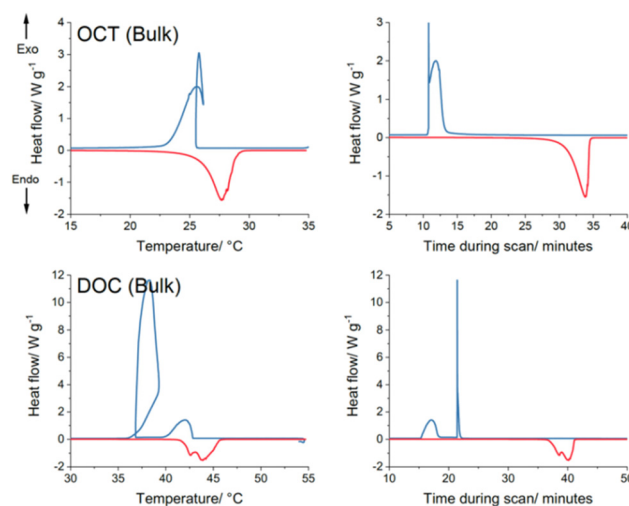 Exo
Endo
OCT (Bulk)
Heat flow/ W g-1
4
3
2
1
0
-1
-2
15 20 25 30 35
Temperature/ °C
Heat flow/ W g-1
3
2
1
0
-1
-2
5 10 15 20 25 30 35 40
Time during scan/ minutes
DOC (Bulk)
Heat flow/ W g-1
12
10
8
6
4
2
0
-2
30 35 40 45 50 55
Temperature/ °C
Heat flow/ W g-1
12
10
8
6
4
2
0
-2
10 20 30 40 50
Time during scan/ minutes